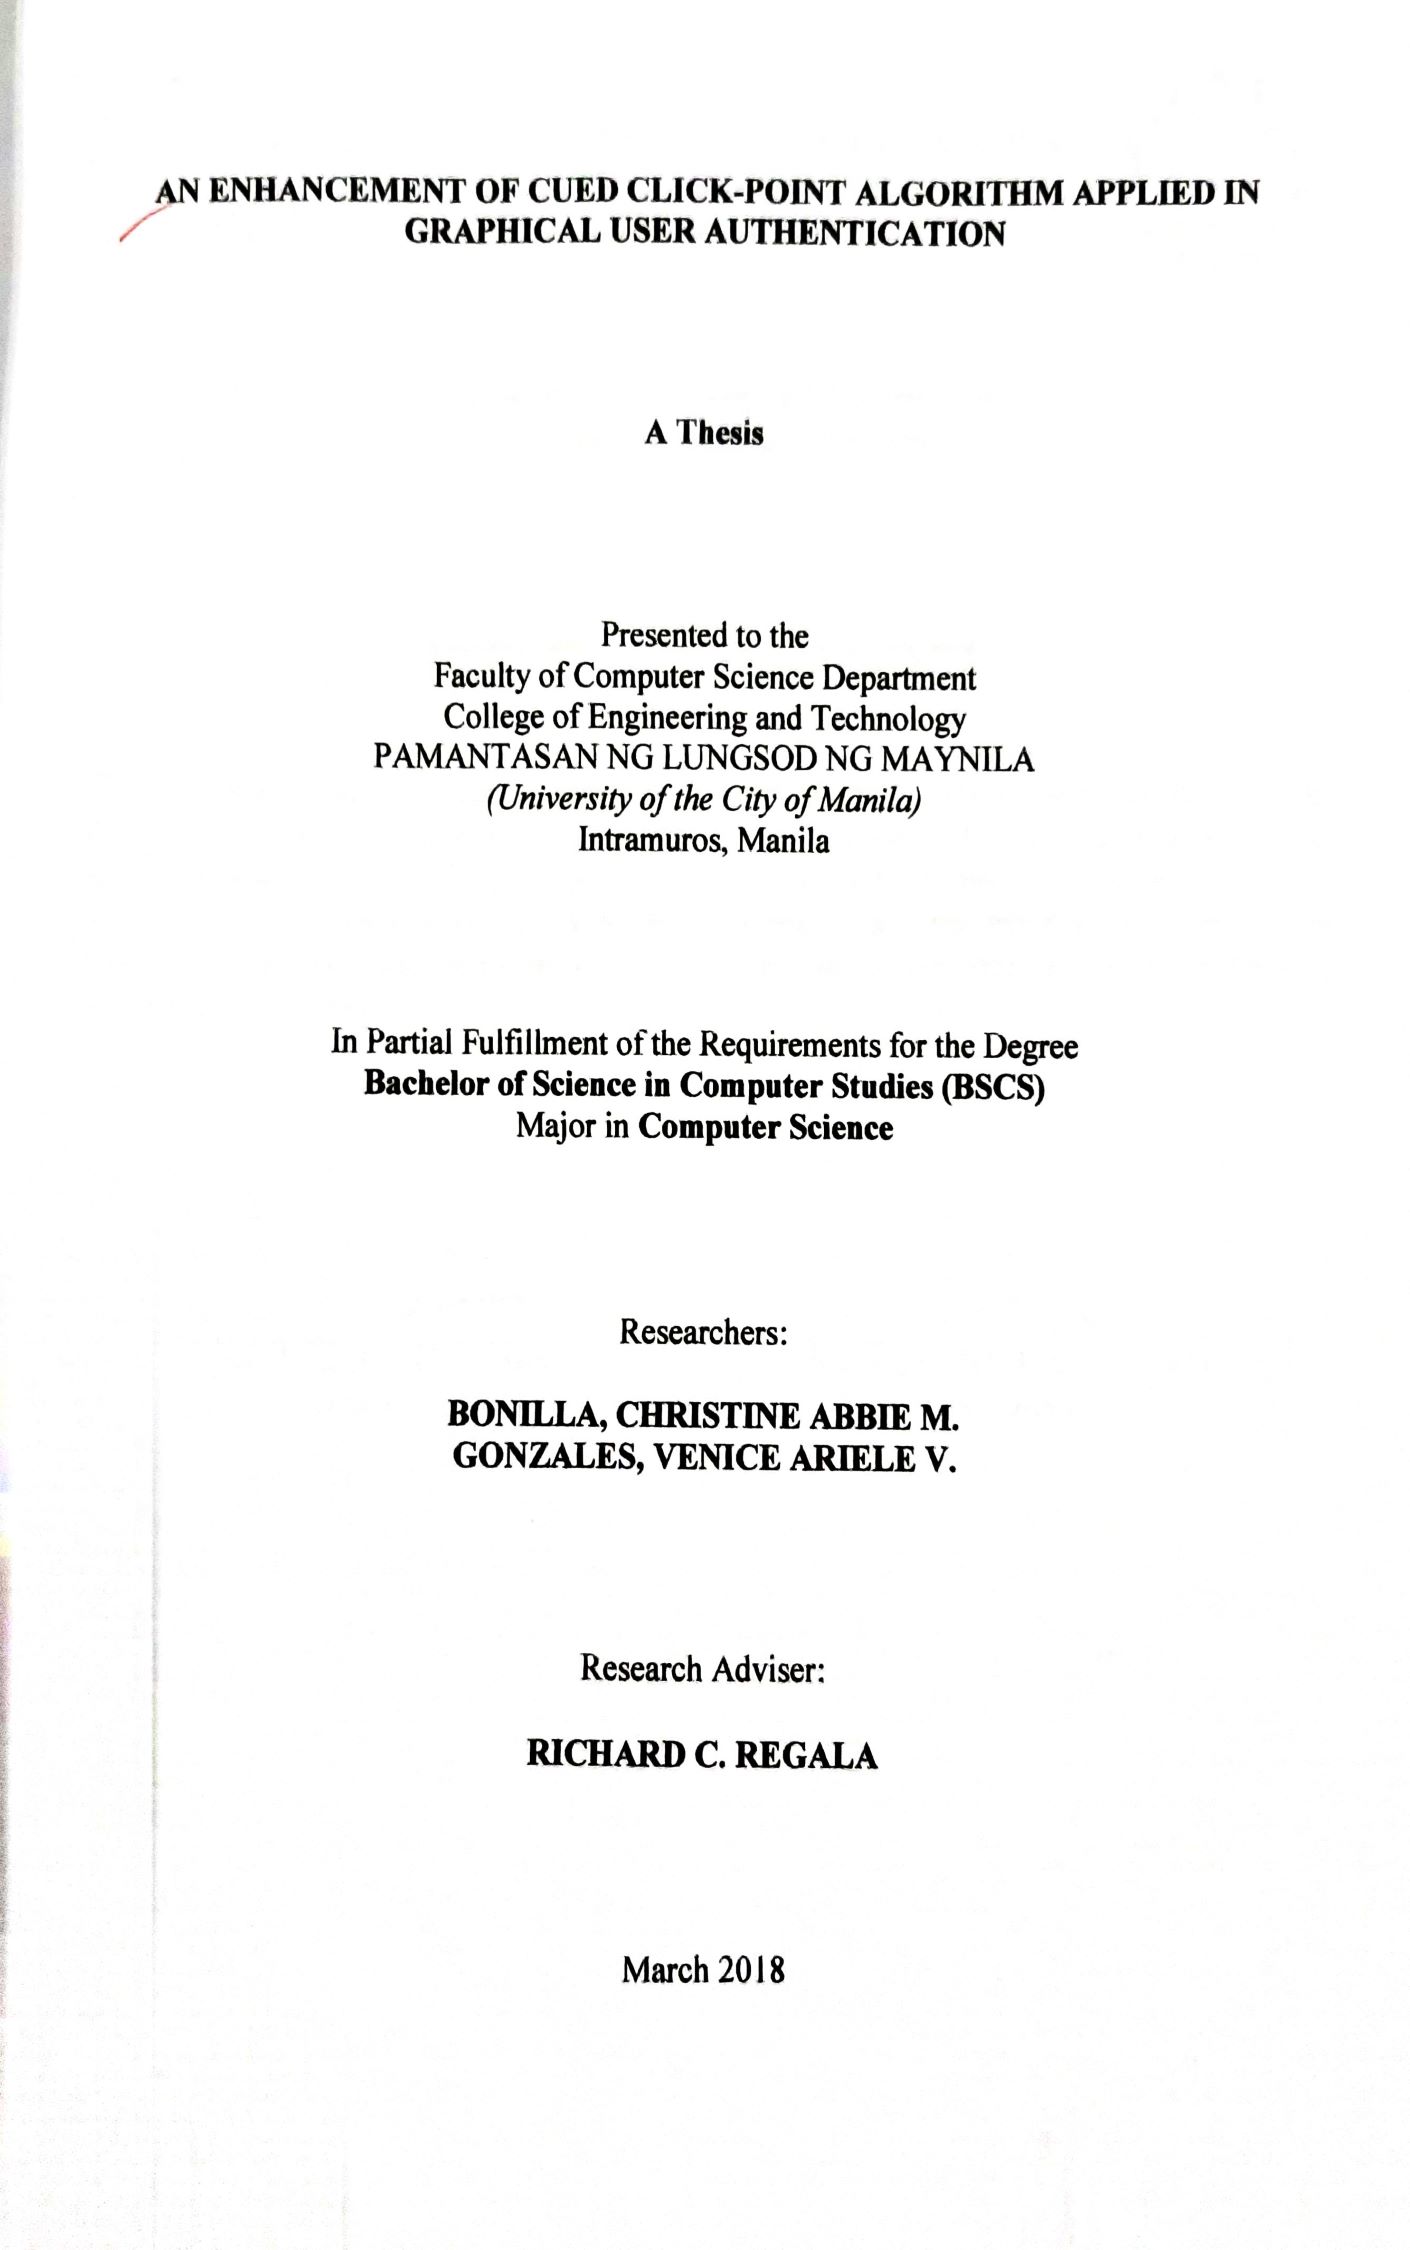 AN ENHANCEMENT OF CUED CLICK-POINT ALGORITHM APPLIED IN
GRAPHICAL USER AUTHENTICATION
A Thesis
Presented to the
Faculty of Computer Science Department
College of Engineering and Technology
PAMANTASAN NG LUNGSOD NG MAYNILA
(University of the City of Manila)
Intramuros, Manila
In Partial Fulfillment of the Requirements for the Degree
Bachelor of Science in Computer Studies (BSCS)
Major in Computer Science
Researchers:
BONILLA, CHRISTINE ABBIE M.
GONZALES, VENICE ARIELE V.
Research Adviser:
RICHARD C. REGALA
March 2018